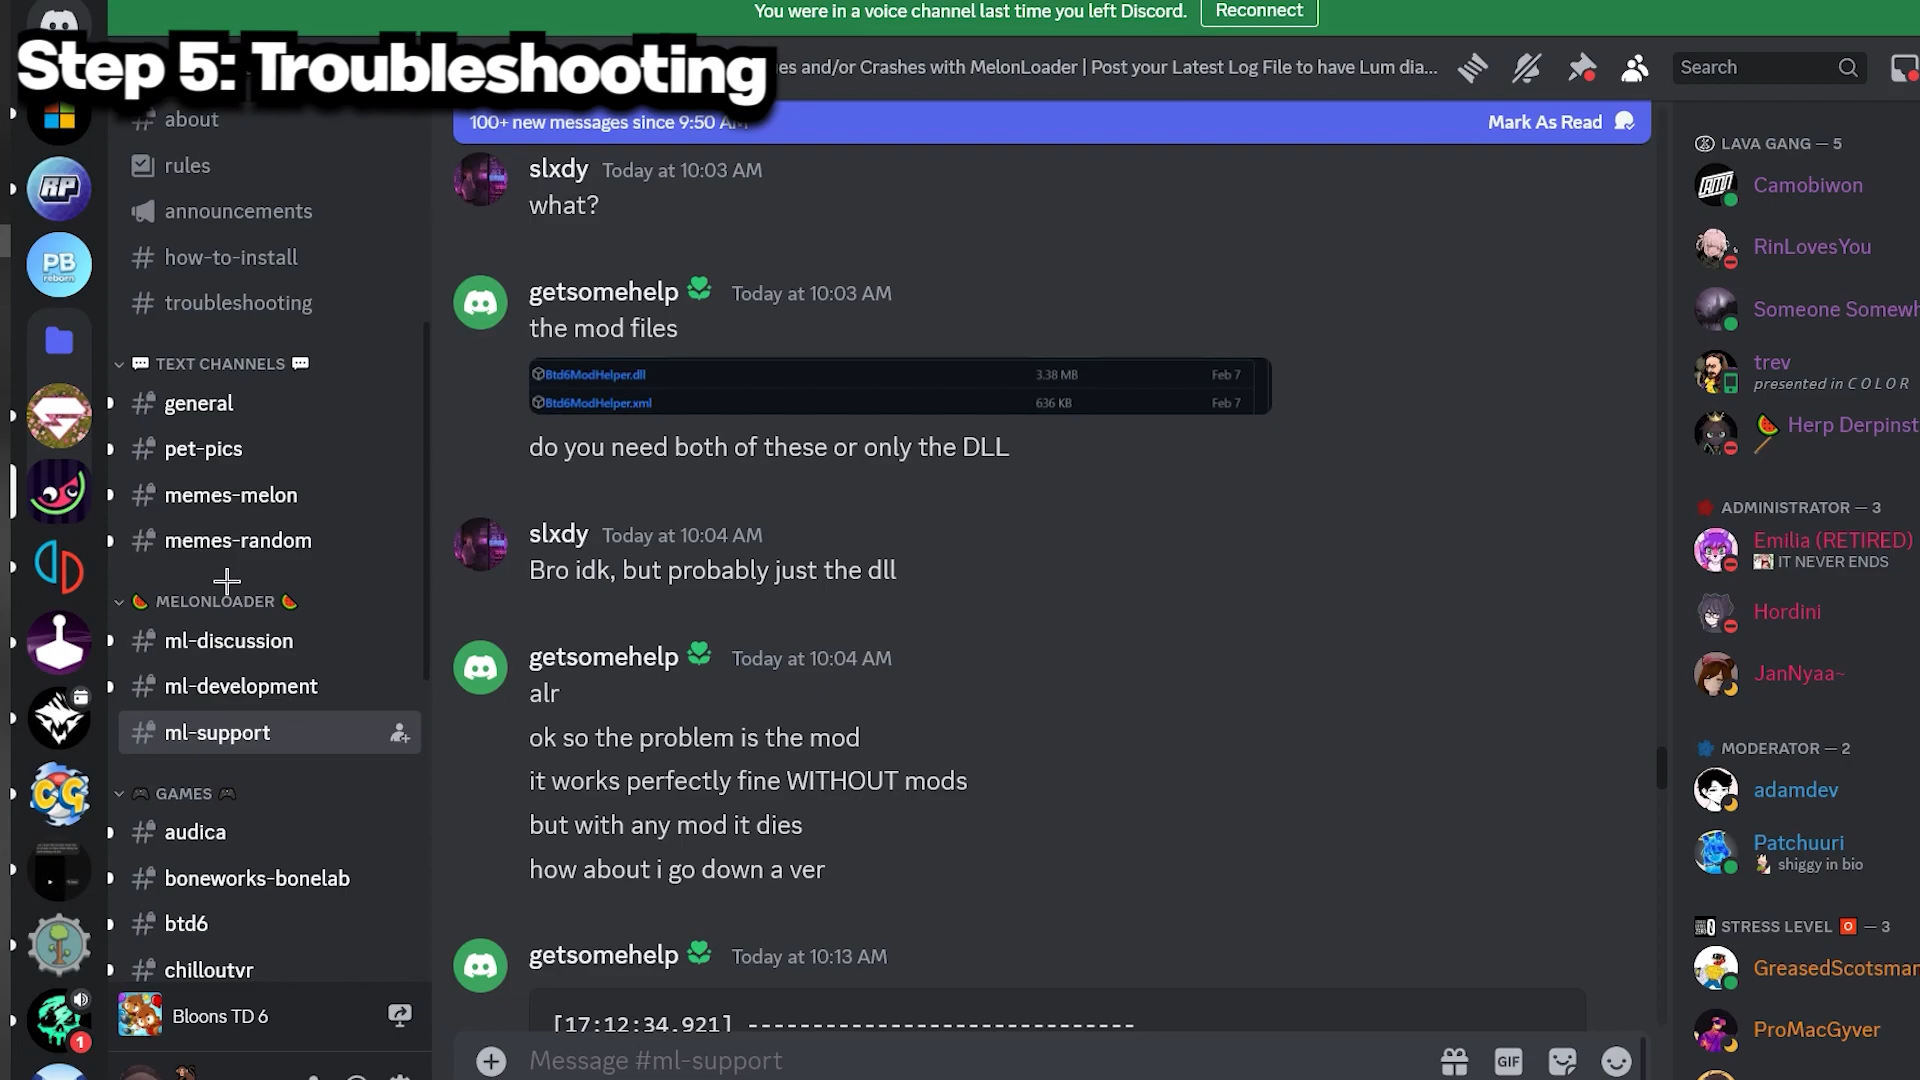 You were in a voice channel last time you left Discord.
Reconnect
Step 5: Troubleshooting
es and/or Crashes with MelonLoader | Post your Latest Log File to have Lum dia...
Search
100+ new messages since 9:50 AM
Mark As Read
about
rules
announcements
how-to-install
troubleshooting
TEXT CHANNELS
general
pet-pics
memes-melon
memes-random
MELONLOADER
ml-discussion
ml-development
ml-support
GAMES
audica
boneworks-bonelab
btd6
chilloutvr
Bloons TD 6
RP
PB
reborn
CG
1
slxdy Today at 10:03 AM
what?
getsomehelp Today at 10:03 AM
the mod files
Btd6ModHelper.dll 3.38 MB Feb 7
Btd6ModHelper.xml 636 KB Feb 7
do you need both of these or only the DLL
slxdy Today at 10:04 AM
Bro idk, but probably just the dll
getsomehelp Today at 10:04 AM
alr
ok so the problem is the mod
it works perfectly fine WITHOUT mods
but with any mod it dies
how about i go down a ver
getsomehelp Today at 10:13 AM
[17:12:34.921] ------------------------------
Message #ml-support
GIF
LAVA GANG — 5
Camobiwon
RinLovesYou
Someone Somewh
trev
presented in C O L O R
Herp Derpinst
ADMINISTRATOR — 3
Emilia (RETIRED)
IT NEVER ENDS
Hordini
JanNyaa~
MODERATOR — 2
adamdev
Patchuuri
shiggy in bio
STRESS LEVEL 0 — 3
GreasedScotsman
ProMacGyver